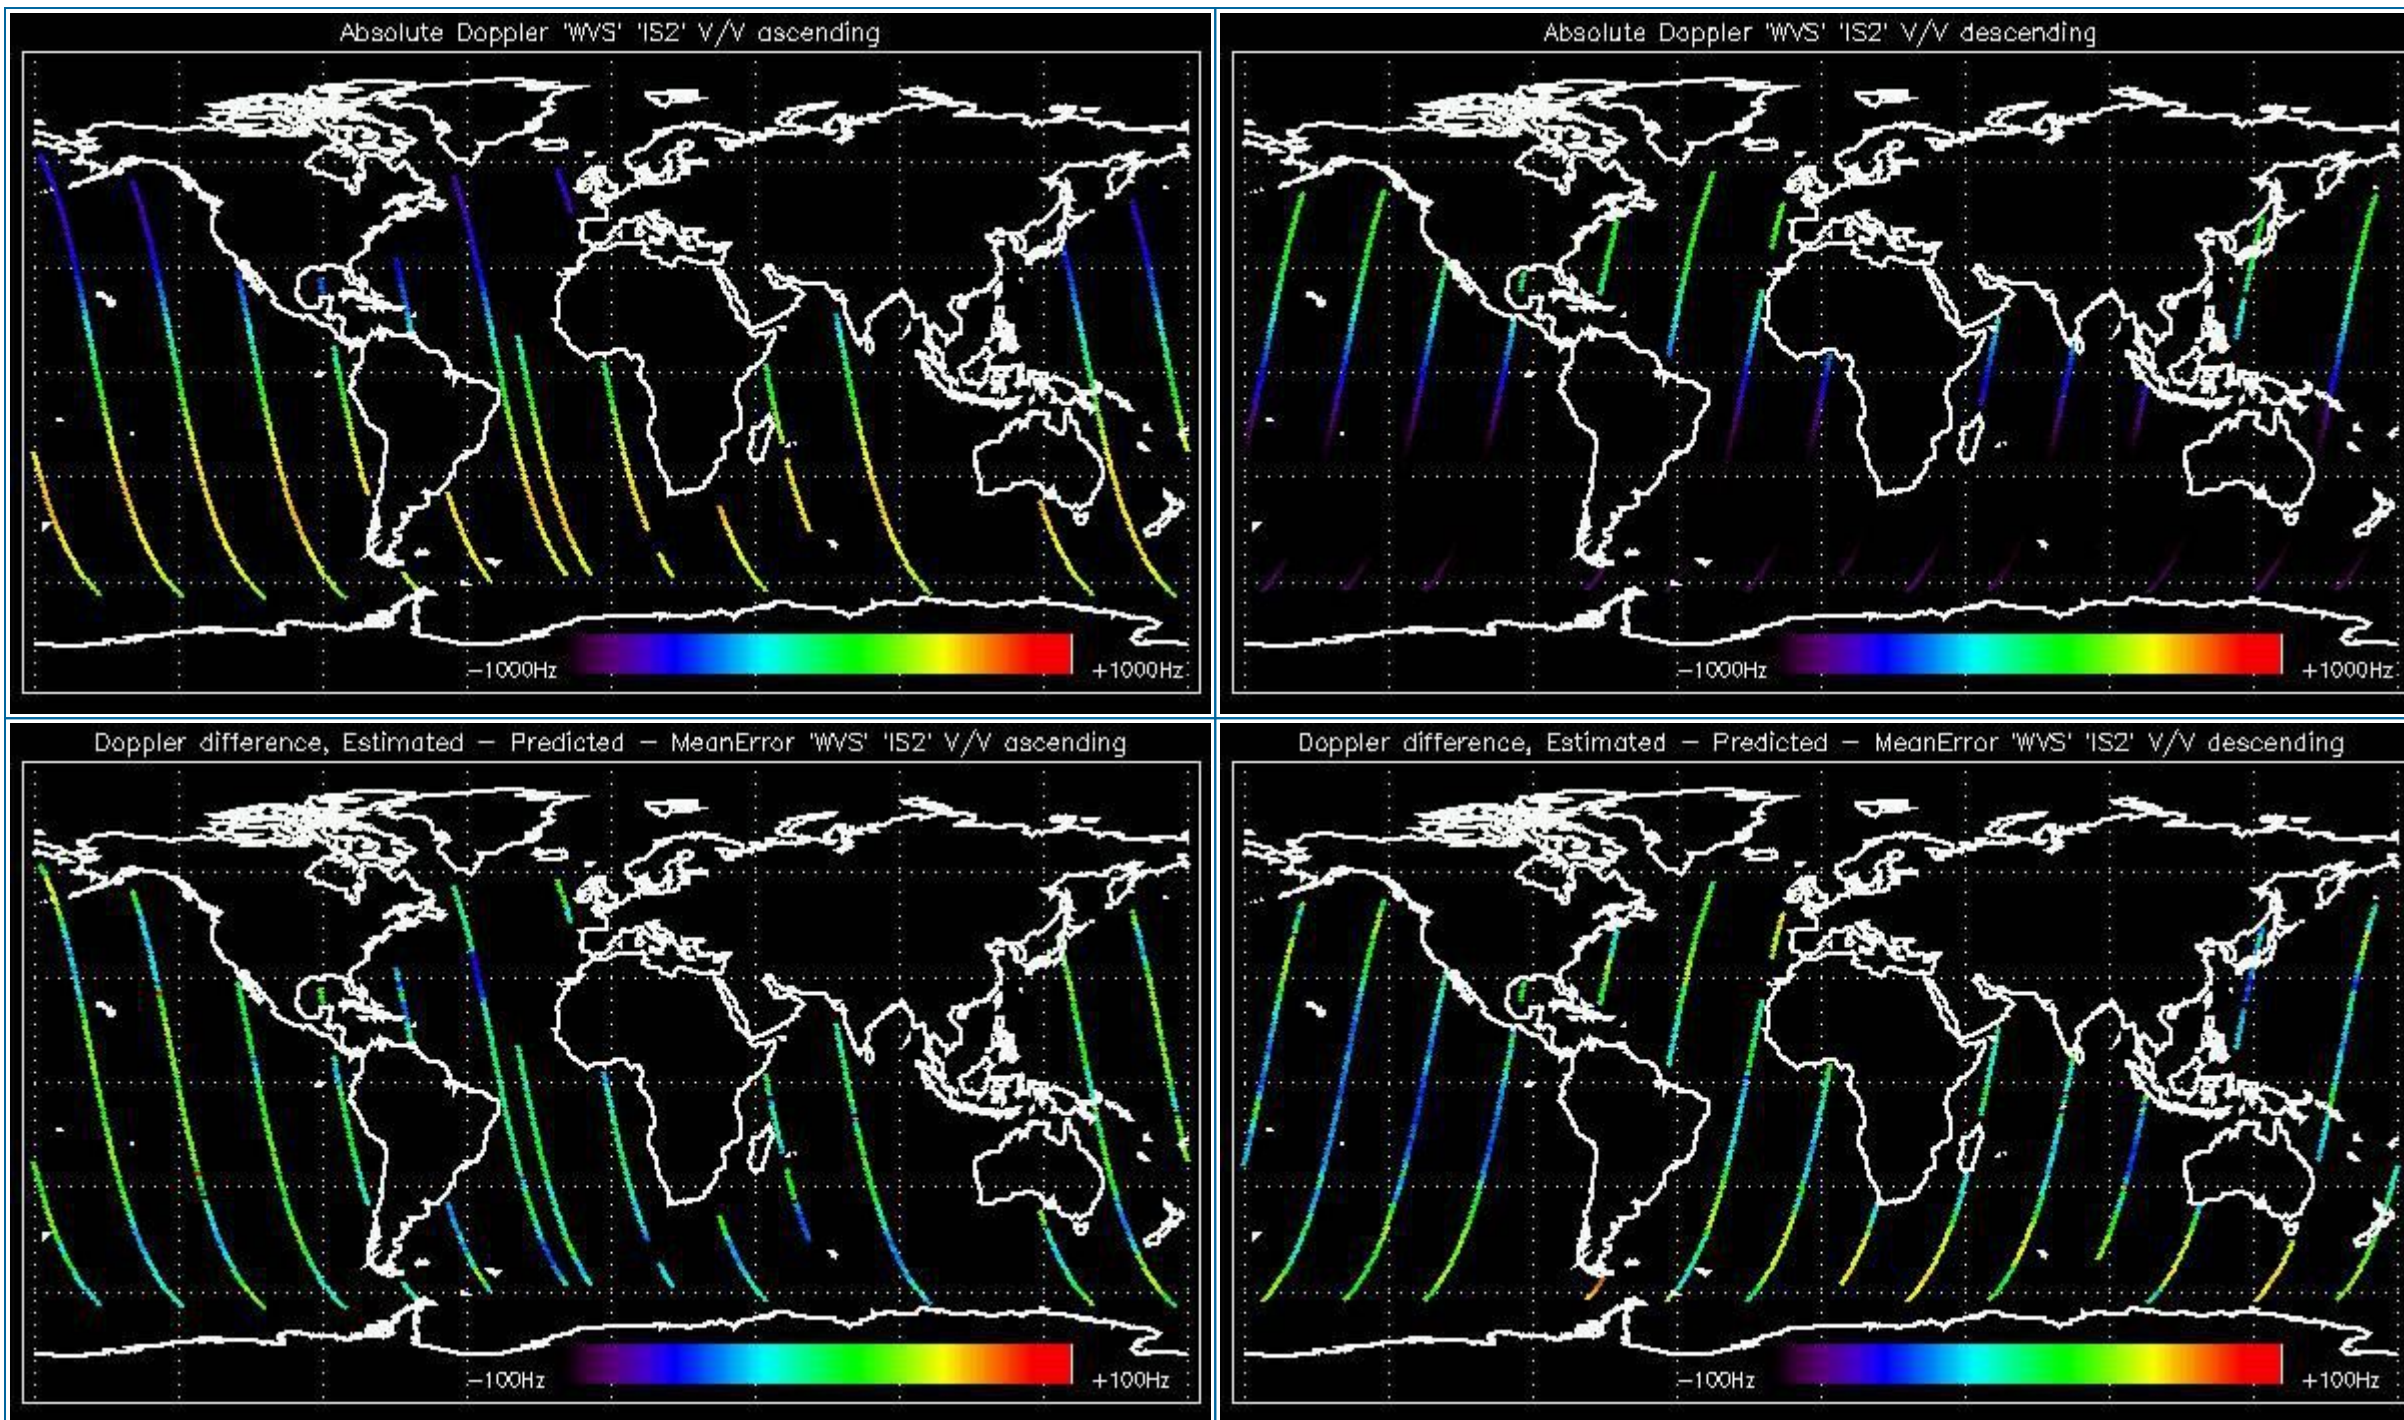 Absolute Doppler 'WVS' 'IS2' V/V ascending
−1000Hz
+1000Hz
Absolute Doppler 'WVS' 'IS2' V/V descending
−1000Hz
+1000Hz
Doppler difference, Estimated − Predicted − MeanError 'WVS' 'IS2' V/V ascending
−100Hz
+100Hz
Doppler difference, Estimated − Predicted − MeanError 'WVS' 'IS2' V/V descending
−100Hz
+100Hz